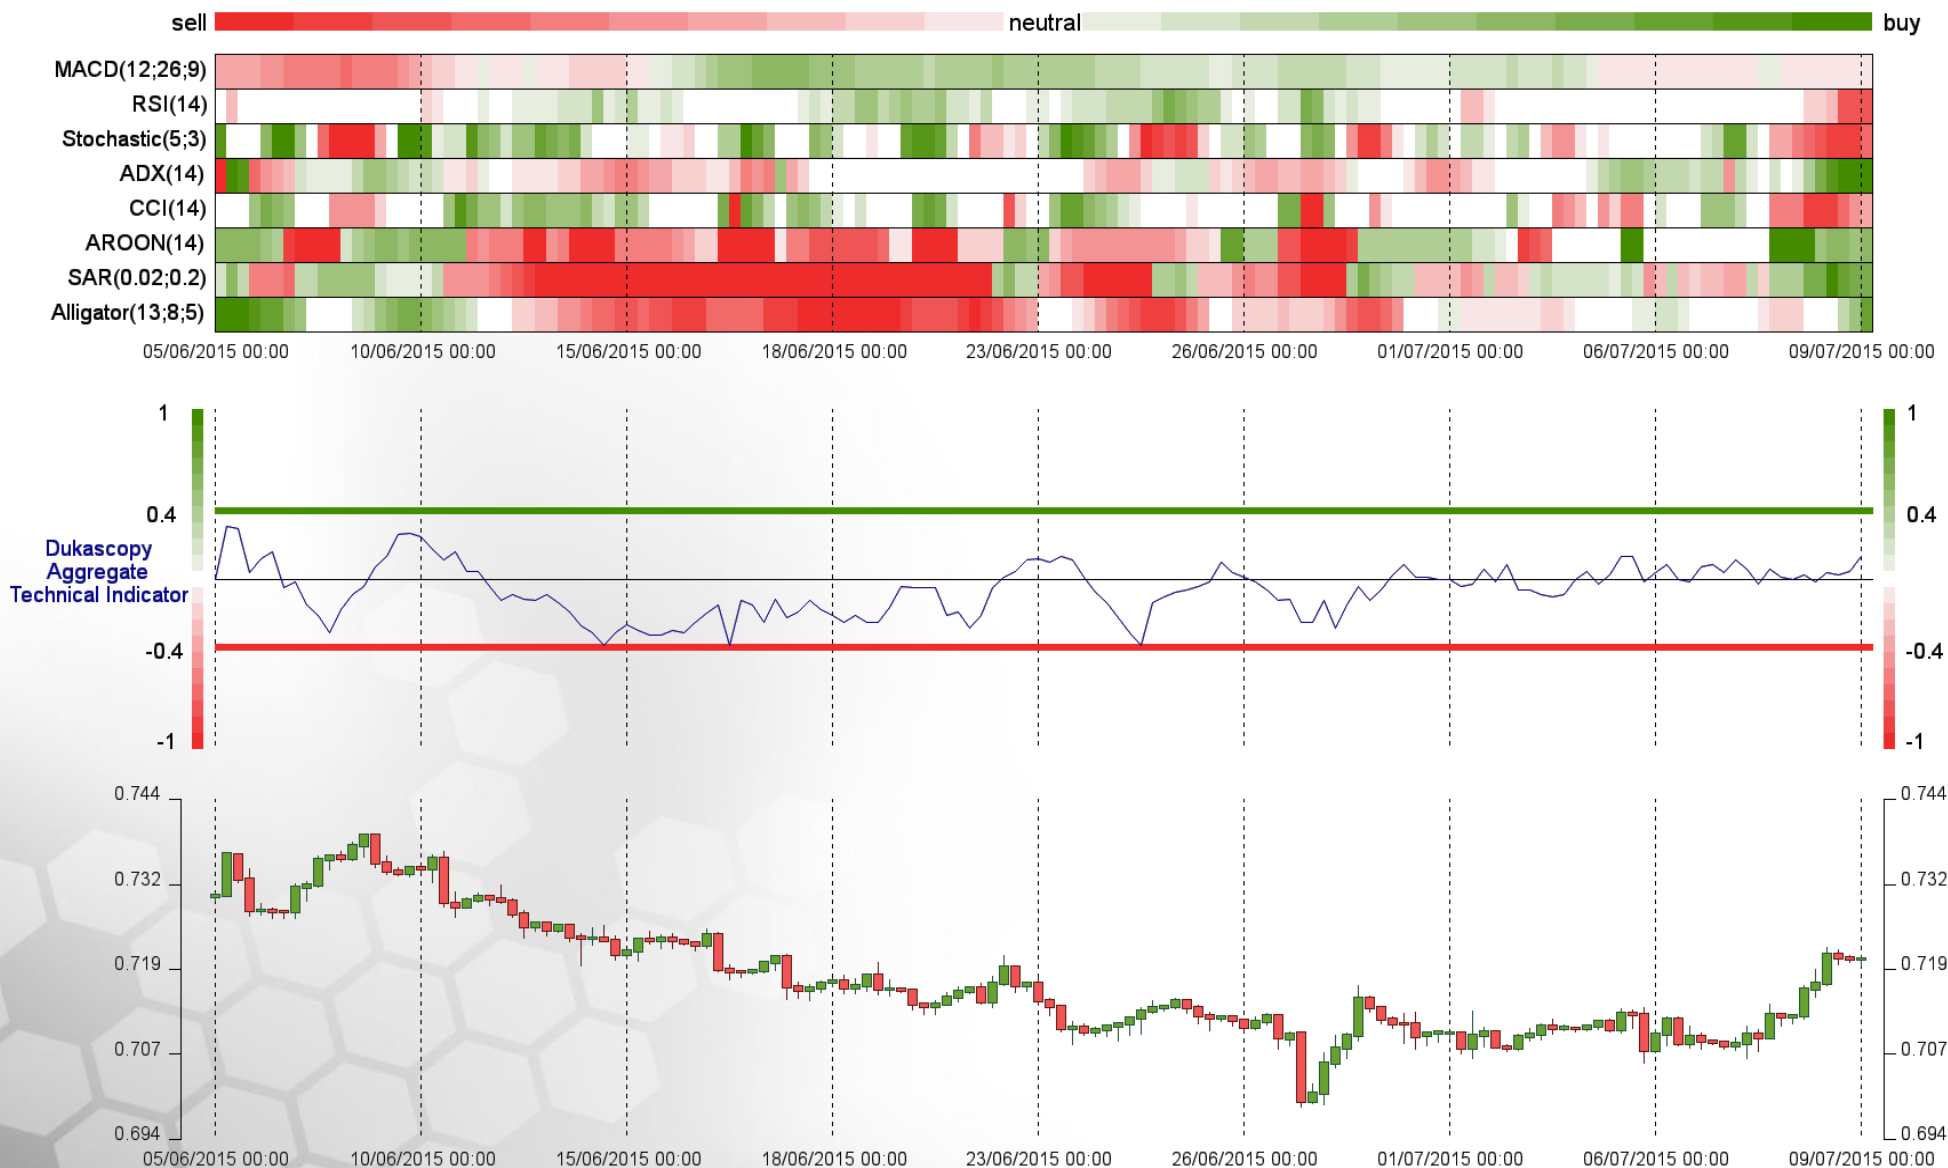 sell neutral buy
MACD(12;26;9)
RSI(14)
Stochastic(5;3)
ADX(14)
CCI(14)
AROON(14)
SAR(0.02;0.2)
Alligator(13;8;5)
05/06/2015 00:00 10/06/2015 00:00 15/06/2015 00:00 18/06/2015 00:00 23/06/2015 00:00 26/06/2015 00:00 01/07/2015 00:00 06/07/2015 00:00 09/07/2015 00:00
1 1
0.4 0.4
Dukascopy
Aggregate
Technical Indicator
-0.4 -0.4
-1 -1
0.744 0.744
0.732 0.732
0.719 0.719
0.707 0.707
0.694 0.694
05/06/2015 00:00 10/06/2015 00:00 15/06/2015 00:00 18/06/2015 00:00 23/06/2015 00:00 26/06/2015 00:00 01/07/2015 00:00 06/07/2015 00:00 09/07/2015 00:00